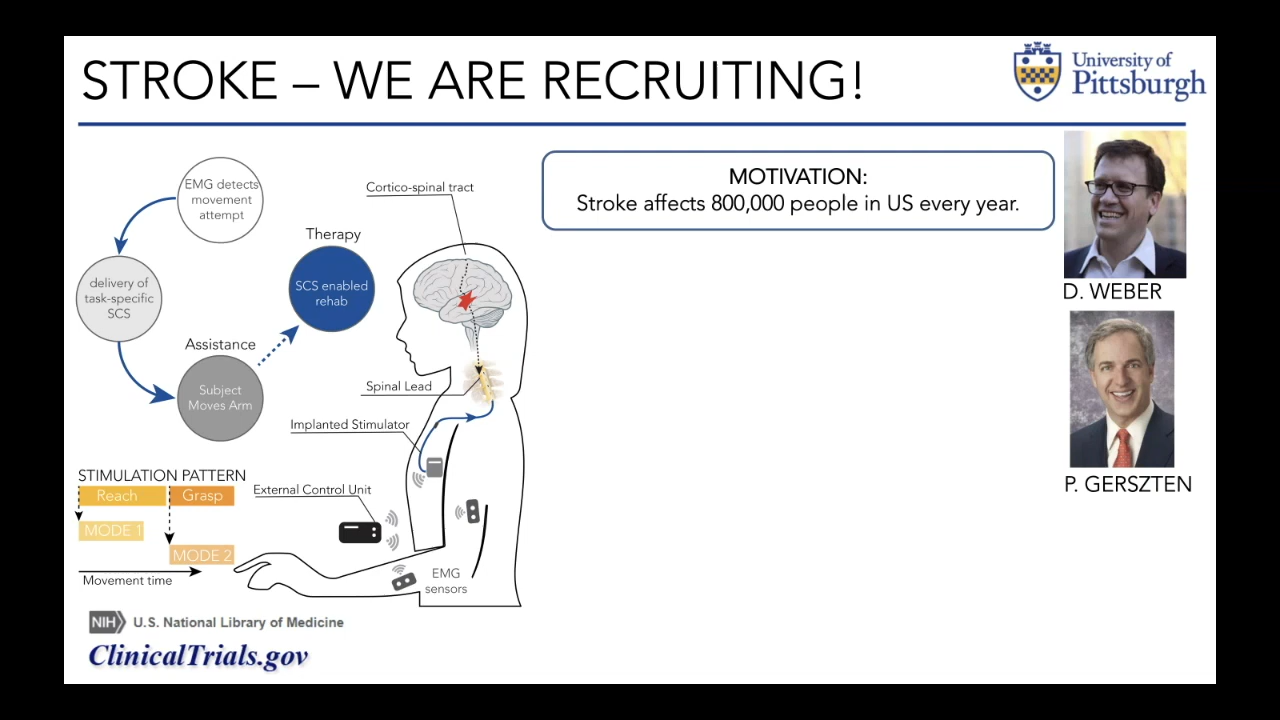 STROKE – WE ARE RECRUITING!
University of
Pittsburgh
EMG detects
movement
attempt
delivery of
task-specific
SCS
Assistance
Subject
Moves Arm
Therapy
SCS enabled
rehab
Cortico-spinal tract
Spinal Lead
Implanted Stimulator
External Control Unit
EMG
sensors
STIMULATION PATTERN
Reach
Grasp
MODE 1
MODE 2
Movement time
NIH U.S. National Library of Medicine
ClinicalTrials.gov
MOTIVATION:
Stroke affects 800,000 people in US every year.
D. WEBER
P. GERSZTEN